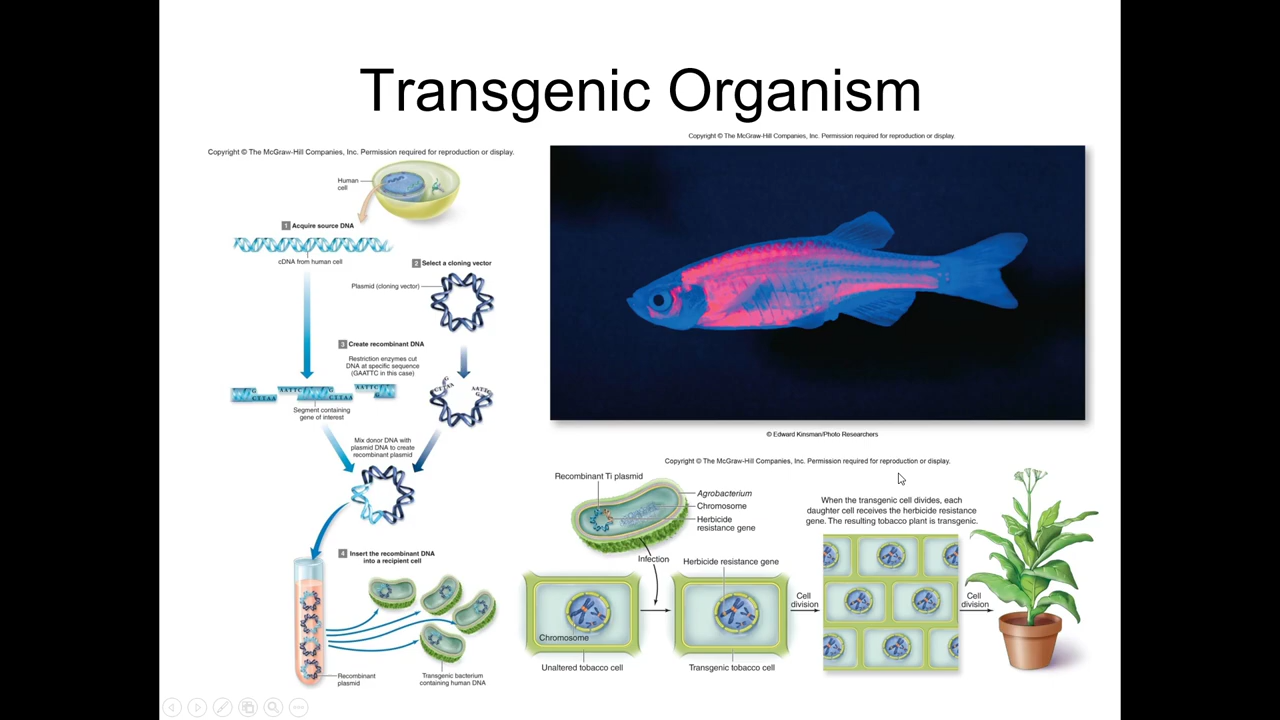 Transgenic Organism
Copyright © The McGraw-Hill Companies, Inc. Permission required for reproduction or display.
Human
cell
1 Acquire source DNA
cDNA from human cell
2 Select a cloning vector
Plasmid (cloning vector)
3 Create recombinant DNA
Restriction enzymes cut
DNA at specific sequence
(GAATTC in this case)
G
CTTAA
AATTC
G
G
CTTAA
AATTC
G
G
CTTAA
AATTC
G
Segment containing
gene of interest
Mix donor DNA with
plasmid DNA to create
recombinant plasmid
4 Insert the recombinant DNA
into a recipient cell
Recombinant
plasmid
Transgenic bacterium
containing human DNA
Copyright © The McGraw-Hill Companies, Inc. Permission required for reproduction or display.
© Edward Kinsman/Photo Researchers
Copyright © The McGraw-Hill Companies, Inc. Permission required for reproduction or display.
Recombinant Ti plasmid
Agrobacterium
Chromosome
Herbicide
resistance gene
Infection
Herbicide resistance gene
Chromosome
Unaltered tobacco cell
Transgenic tobacco cell
Cell
division
When the transgenic cell divides, each
daughter cell receives the herbicide resistance
gene. The resulting tobacco plant is transgenic.
Cell
division